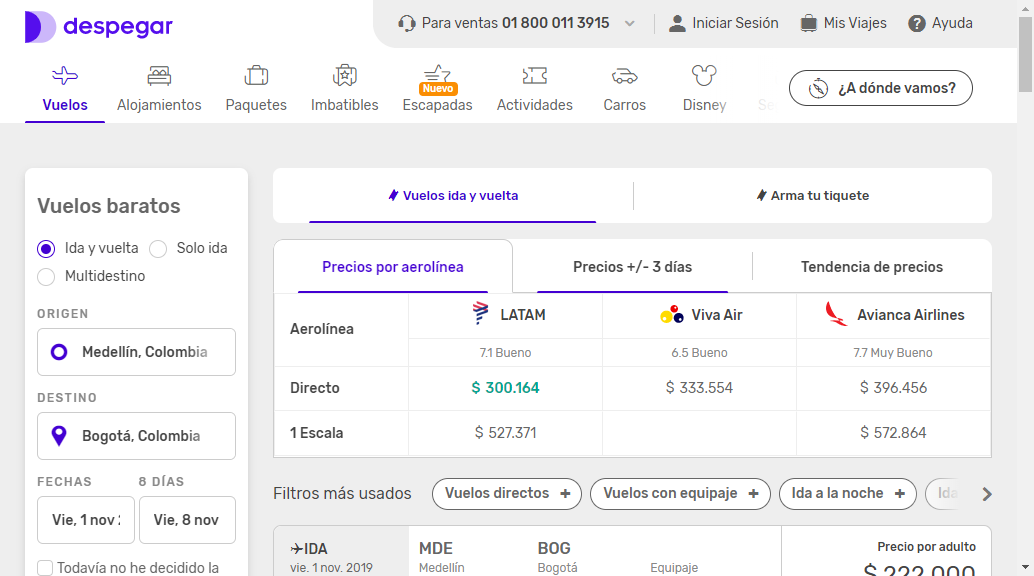 despegar
Para ventas 01 800 011 3915
Iniciar Sesión
Mis Viajes
Ayuda
Vuelos
Alojamientos
Paquetes
Imbatibles
Nuevo
Escapadas
Actividades
Carros
Disney
¿A dónde vamos?
Vuelos baratos
Ida y vuelta
Solo ida
Multidestino
ORIGEN
Medellín, Colombia
DESTINO
Bogotá, Colombia
FECHAS
8 DÍAS
Vie, 1 nov
Vie, 8 nov
Todavía no he decidido la
Vuelos ida y vuelta
Arma tu tiquete
Precios por aerolínea
Precios +/- 3 días
Tendencia de precios
Aerolínea
LATAM
Viva Air
Avianca Airlines
7.1 Bueno
6.5 Bueno
7.7 Muy Bueno
Directo
$ 300.164
$ 333.554
$ 396.456
1 Escala
$ 527.371
$ 572.864
Filtros más usados
Vuelos directos +
Vuelos con equipaje +
Ida a la noche +
Ida
IDA
MDE
BOG
Precio por adulto
vie. 1 nov. 2019
Medellín
Bogotá
Equipaje
$ 222.000